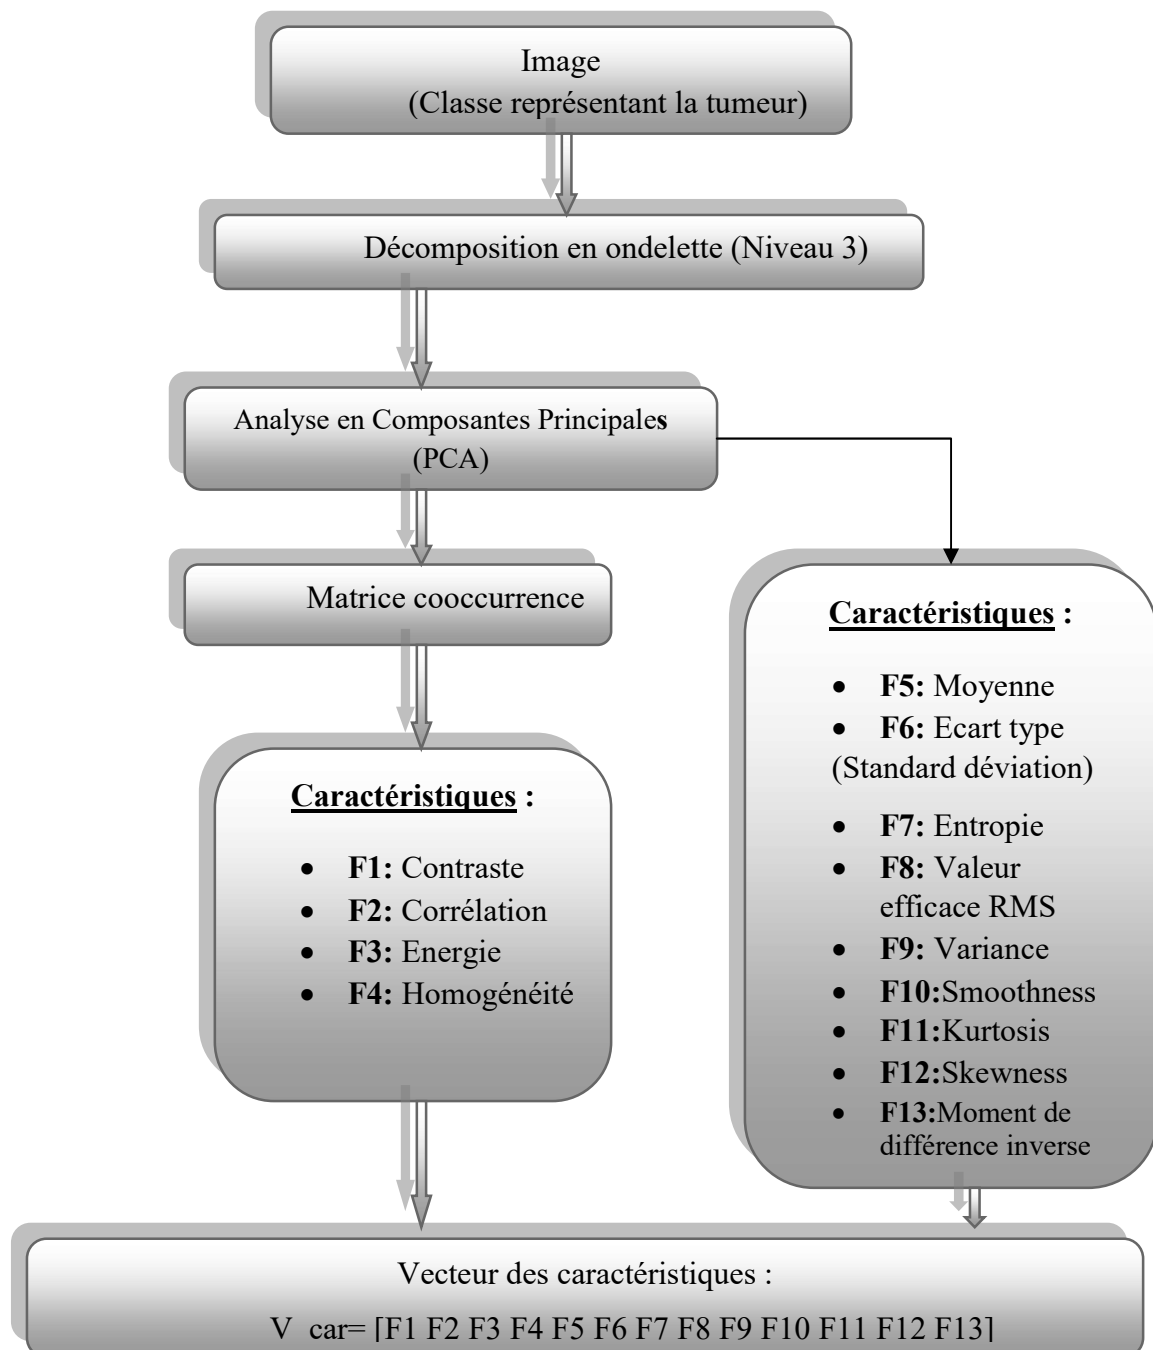 Image
(Classe représentant la tumeur)
Décomposition en ondelette (Niveau 3)
Analyse en Composantes Principales
(PCA)
Matrice cooccurrence
Caractéristiques :
• F1: Contraste
• F2: Corrélation
• F3: Energie
• F4: Homogénéité
Caractéristiques :
• F5: Moyenne
• F6: Ecart type
(Standard déviation)
• F7: Entropie
• F8: Valeur
efficace RMS
• F9: Variance
• F10:Smoothness
• F11:Kurtosis
• F12:Skewness
• F13:Moment de
différence inverse
Vecteur des caractéristiques :
V_car= [F1 F2 F3 F4 F5 F6 F7 F8 F9 F10 F11 F12 F13]